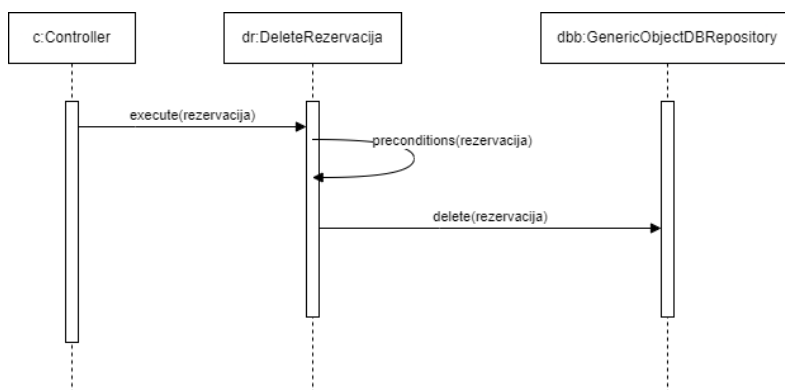 c:Controller
dr:DeleteRezervacija
dbb:GenericObjectDBRepository
execute(rezervacija)
preconditions(rezervacija)
delete(rezervacija)